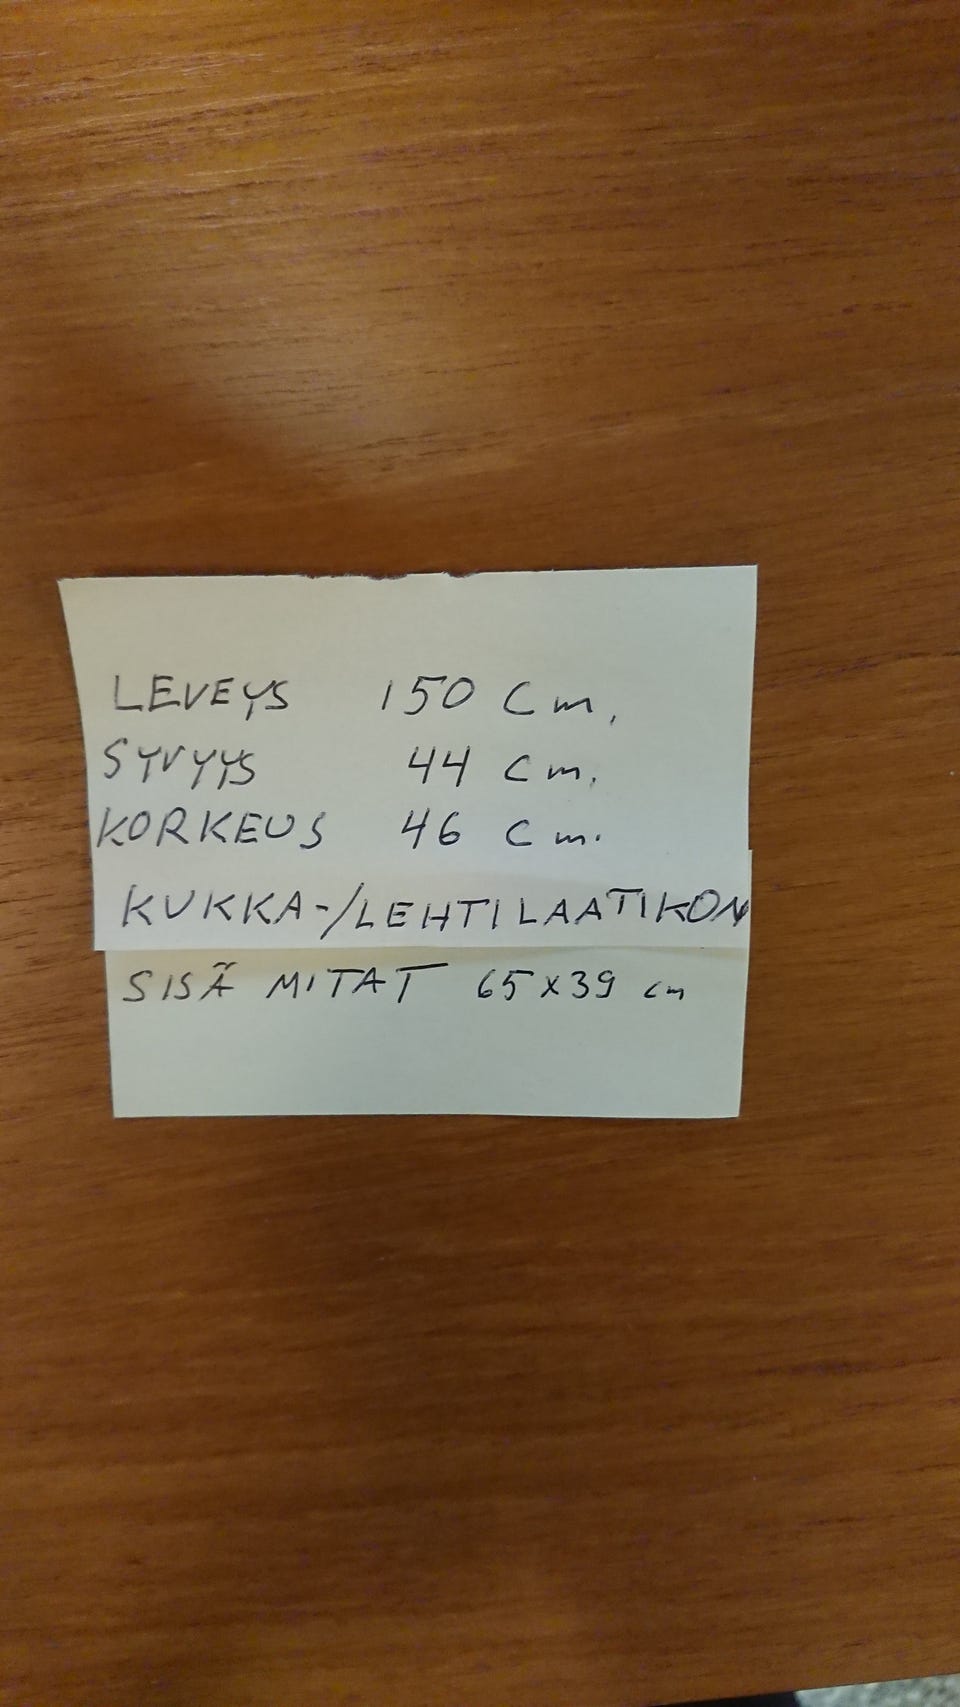 LEVEYS 150 cm,
SYVYYS 44 cm.
KORKEUS 46 cm.
KUKKA-/LEHTILAATIKON
SISÄ MITAT 65x39 cm